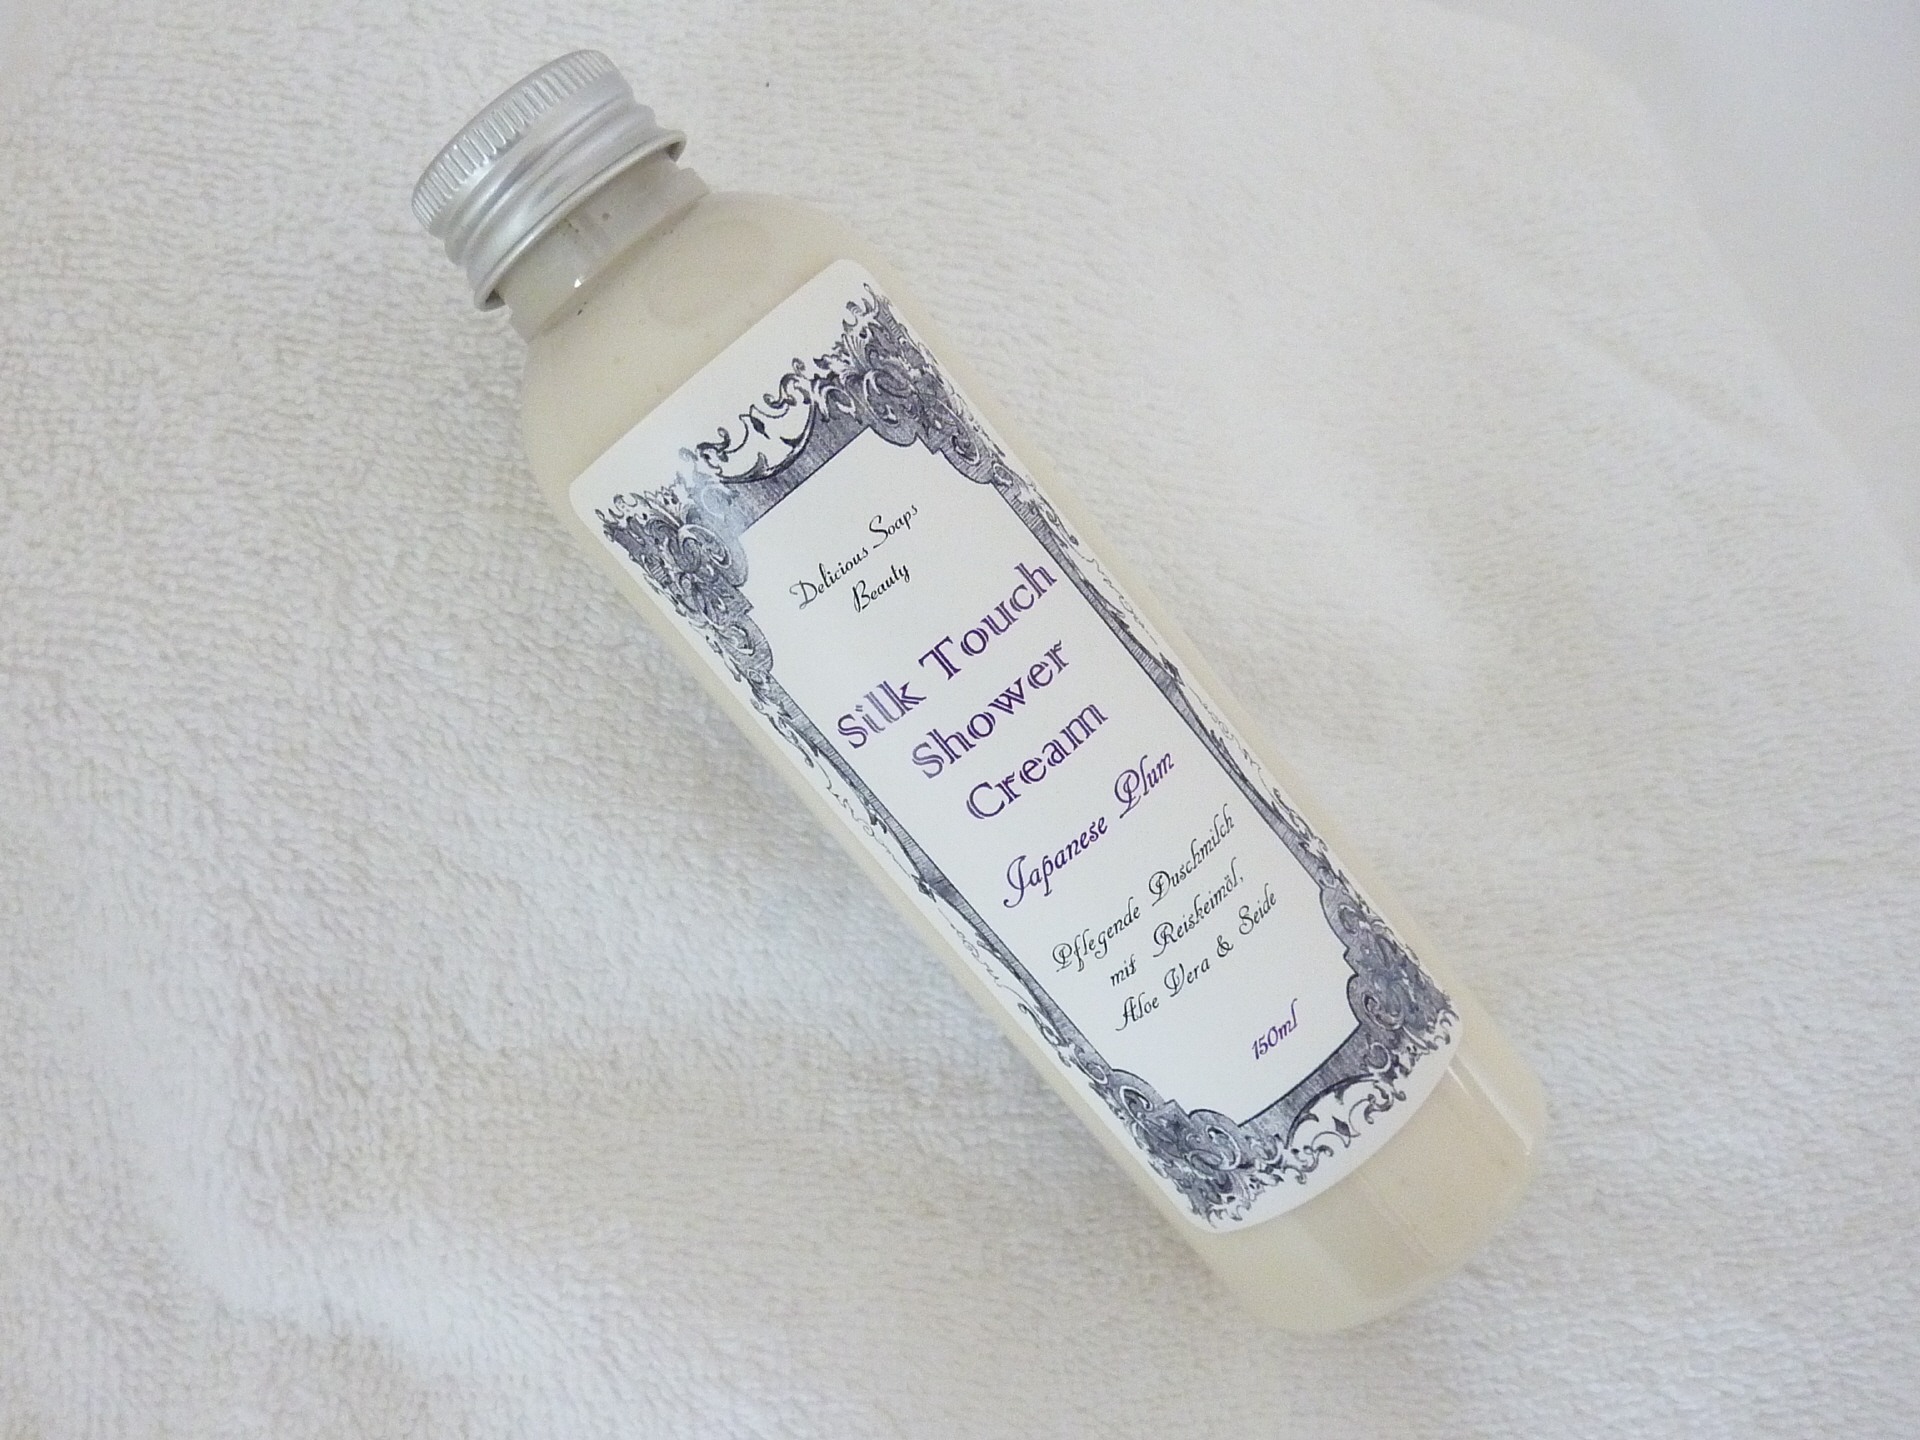 Delicious Soaps
Beauty
Silk Touch
Shower
Cream
Japanese Plum
Pflegende Duschmilch
mit Reiskeimöl,
Aloe Vera & Seide
150ml